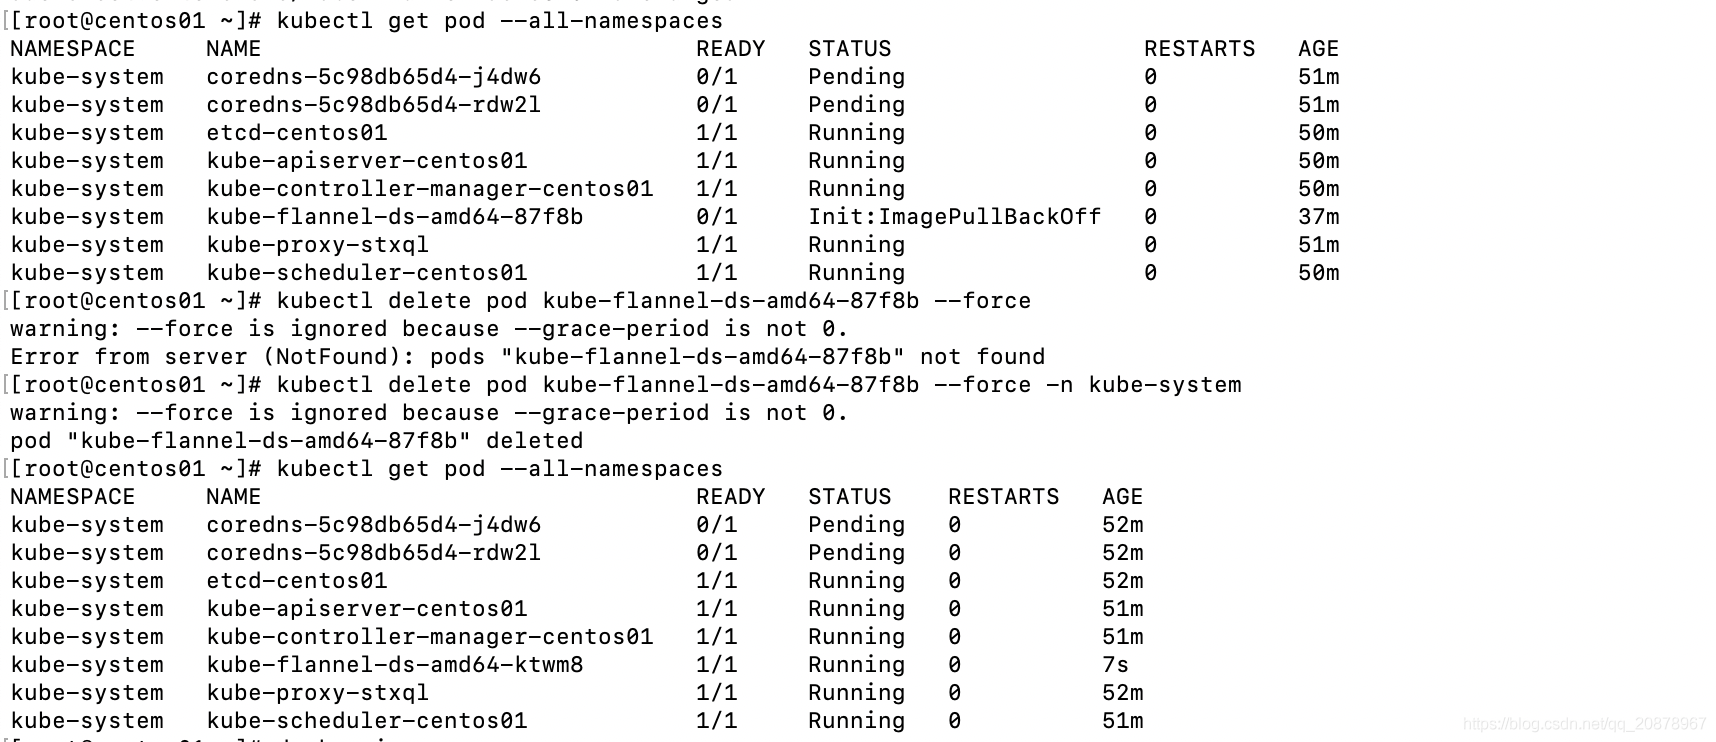 [[root@centos01 ~]# kubectl get pod --all-namespaces
NAMESPACE     NAME                               READY   STATUS                  RESTARTS   AGE
kube-system   coredns-5c98db65d4-j4dw6           0/1     Pending                 0          51m
kube-system   coredns-5c98db65d4-rdw2l           0/1     Pending                 0          51m
kube-system   etcd-centos01                      1/1     Running                 0          50m
kube-system   kube-apiserver-centos01            1/1     Running                 0          50m
kube-system   kube-controller-manager-centos01   1/1     Running                 0          50m
kube-system   kube-flannel-ds-amd64-87f8b        0/1     Init:ImagePullBackOff   0          37m
kube-system   kube-proxy-stxql                   1/1     Running                 0          51m
kube-system   kube-scheduler-centos01            1/1     Running                 0          50m
[[root@centos01 ~]# kubectl delete pod kube-flannel-ds-amd64-87f8b --force
warning: --force is ignored because --grace-period is not 0.
Error from server (NotFound): pods "kube-flannel-ds-amd64-87f8b" not found
[[root@centos01 ~]# kubectl delete pod kube-flannel-ds-amd64-87f8b --force -n kube-system
warning: --force is ignored because --grace-period is not 0.
pod "kube-flannel-ds-amd64-87f8b" deleted
[[root@centos01 ~]# kubectl get pod --all-namespaces
NAMESPACE     NAME                               READY   STATUS    RESTARTS   AGE
kube-system   coredns-5c98db65d4-j4dw6           0/1     Pending   0          52m
kube-system   coredns-5c98db65d4-rdw2l           0/1     Pending   0          52m
kube-system   etcd-centos01                      1/1     Running   0          52m
kube-system   kube-apiserver-centos01            1/1     Running   0          51m
kube-system   kube-controller-manager-centos01   1/1     Running   0          51m
kube-system   kube-flannel-ds-amd64-ktwm8        1/1     Running   0          7s
kube-system   kube-proxy-stxql                   1/1     Running   0          52m
kube-system   kube-scheduler-centos01            1/1     Running   0          51m
https://blog.csdn.net/qq_20878967